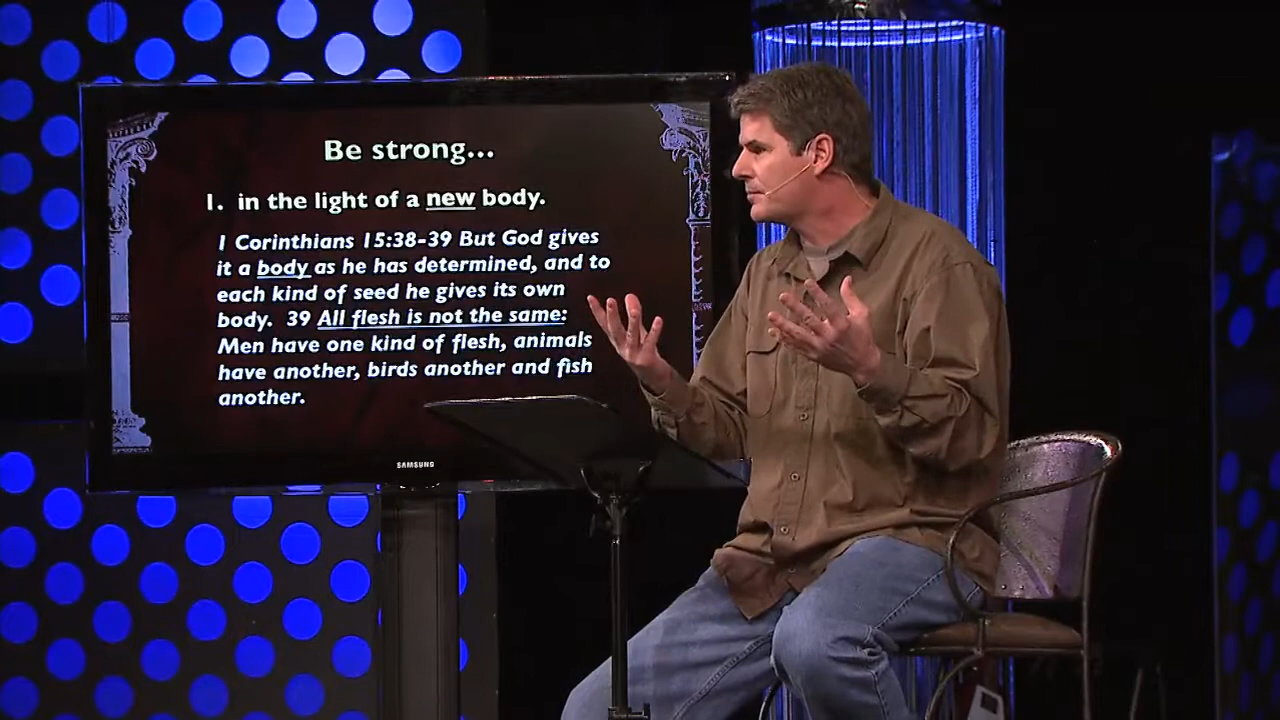 Be strong...
1. in the light of a new body.
1 Corinthians 15:38-39 But God gives
it a body as he has determined, and to
each kind of seed he gives its own
body. 39 All flesh is not the same:
Men have one kind of flesh, animals
have another, birds another and fish
another.
SAMSUNG